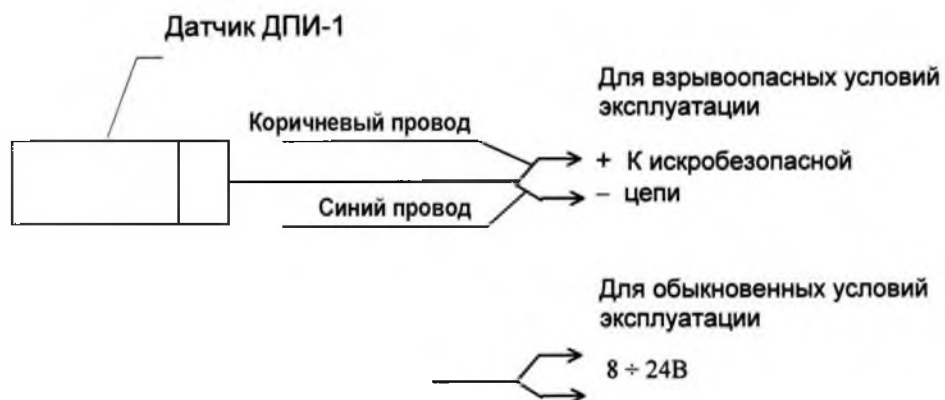 Датчик ДПИ-1
Для взрывоопасных условий
эксплуатации
Коричневый провод
+ К искробезопасной
− цепи
Синий провод
Для обыкновенных условий
эксплуатации
8 ÷ 24В